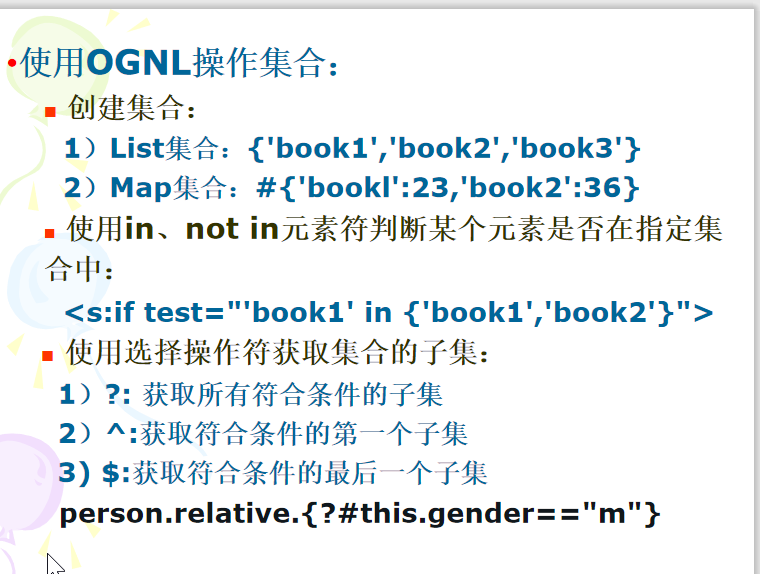 •使用OGNL操作集合：
■ 创建集合：
1）List集合：{'book1','book2','book3'}
2）Map集合：#{'bookl':23,'book2':36}
■ 使用in、not in元素符判断某个元素是否在指定集
合中：
<s:if test="'book1' in {'book1','book2'}">
■ 使用选择操作符获取集合的子集：
1）?: 获取所有符合条件的子集
2）^:获取符合条件的第一个子集
3) $:获取符合条件的最后一个子集
person.relative.{?#this.gender=="m"}